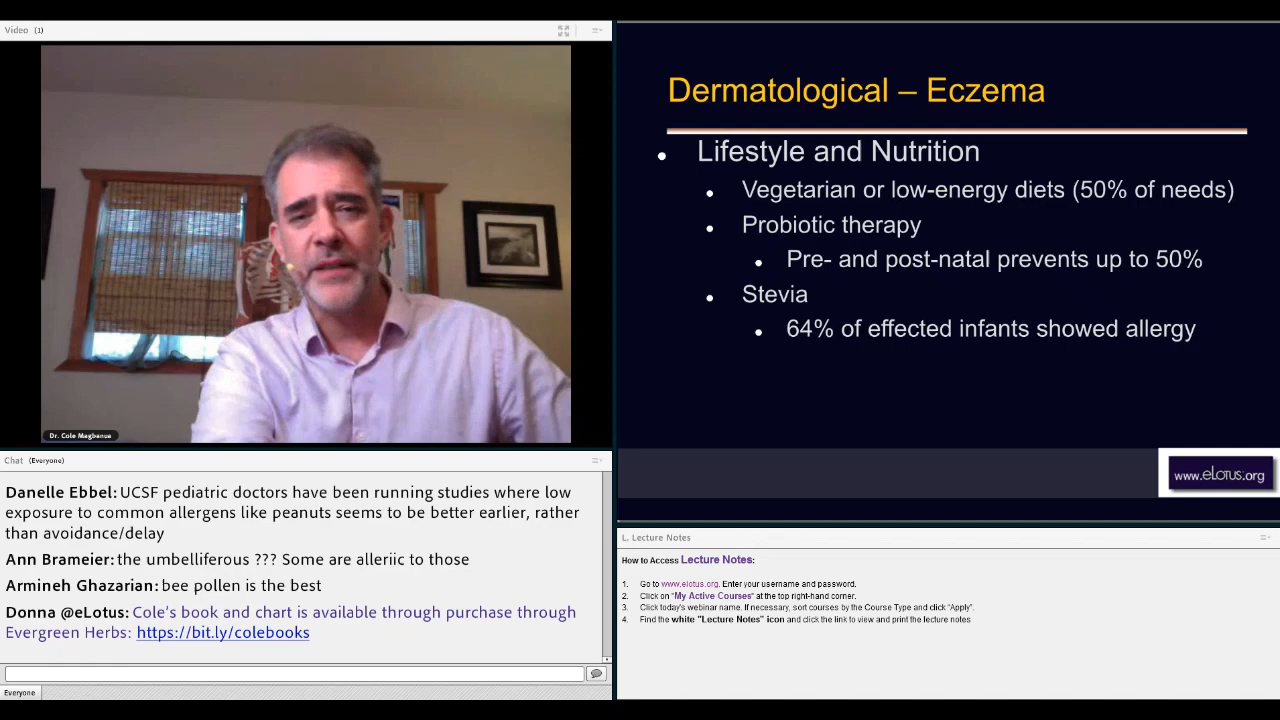 Video (1)
Dr. Cole Magbanua
Dermatological – Eczema
Lifestyle and Nutrition
Vegetarian or low-energy diets (50% of needs)
Probiotic therapy
Pre- and post-natal prevents up to 50%
Stevia
64% of effected infants showed allergy
www.eLotus.org
Chat (Everyone)
Danelle Ebbel: UCSF pediatric doctors have been running studies where low
exposure to common allergens like peanuts seems to be better earlier, rather
than avoidance/delay
Ann Brameier: the umbelliferous ??? Some are alleriic to those
Armineh Ghazarian: bee pollen is the best
Donna @eLotus: Cole's book and chart is available through purchase through
Evergreen Herbs: https://bit.ly/colebooks
Everyone
L. Lecture Notes
How to Access Lecture Notes:
1. Go to www.elotus.org. Enter your username and password.
2. Click on "My Active Courses" at the top right-hand corner.
3. Click today's webinar name. If necessary, sort courses by the Course Type and click "Apply".
4. Find the white "Lecture Notes" icon and click the link to view and print the lecture notes